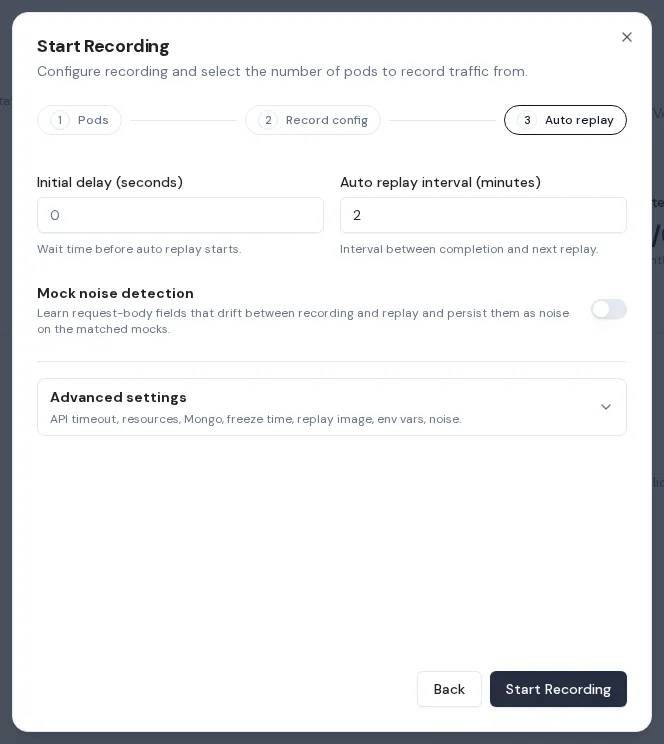 Start Recording
Configure recording and select the number of pods to record traffic from.
1 Pods
2 Record config
3 Auto replay
Initial delay (seconds)
Auto replay interval (minutes)
0
2
Wait time before auto replay starts.
Interval between completion and next replay.
Mock noise detection
Learn request-body fields that drift between recording and replay and persist them as noise
on the matched mocks.
Advanced settings
API timeout, resources, Mongo, freeze time, replay image, env vars, noise.
Back
Start Recording